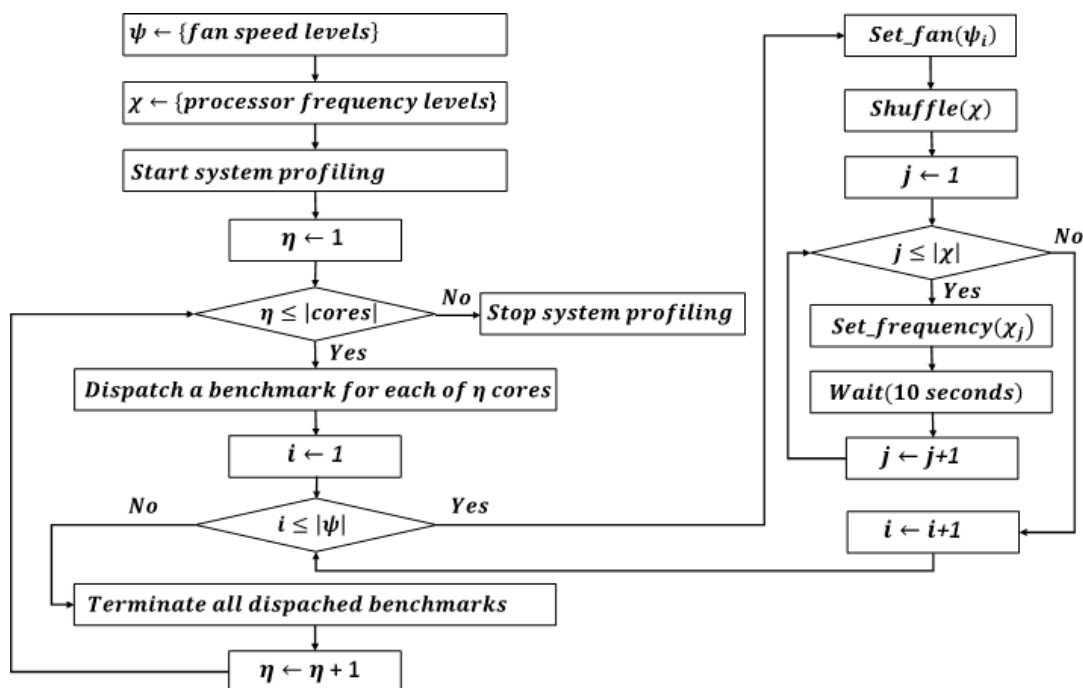 ψ ← {fan speed levels}
χ ← {processor frequency levels}
Start system profiling
η ← 1
η ≤ |cores|
No
Stop system profiling
Yes
Dispatch a benchmark for each of η cores
i ← 1
No
Yes
i ≤ |ψ|
Terminate all dispached benchmarks
η ← η + 1
Set_fan(ψᵢ)
Shuffle(χ)
j ← 1
No
j ≤ |χ|
Yes
Set_frequency(χⱼ)
Wait(10 seconds)
j ← j+1
i ← i+1